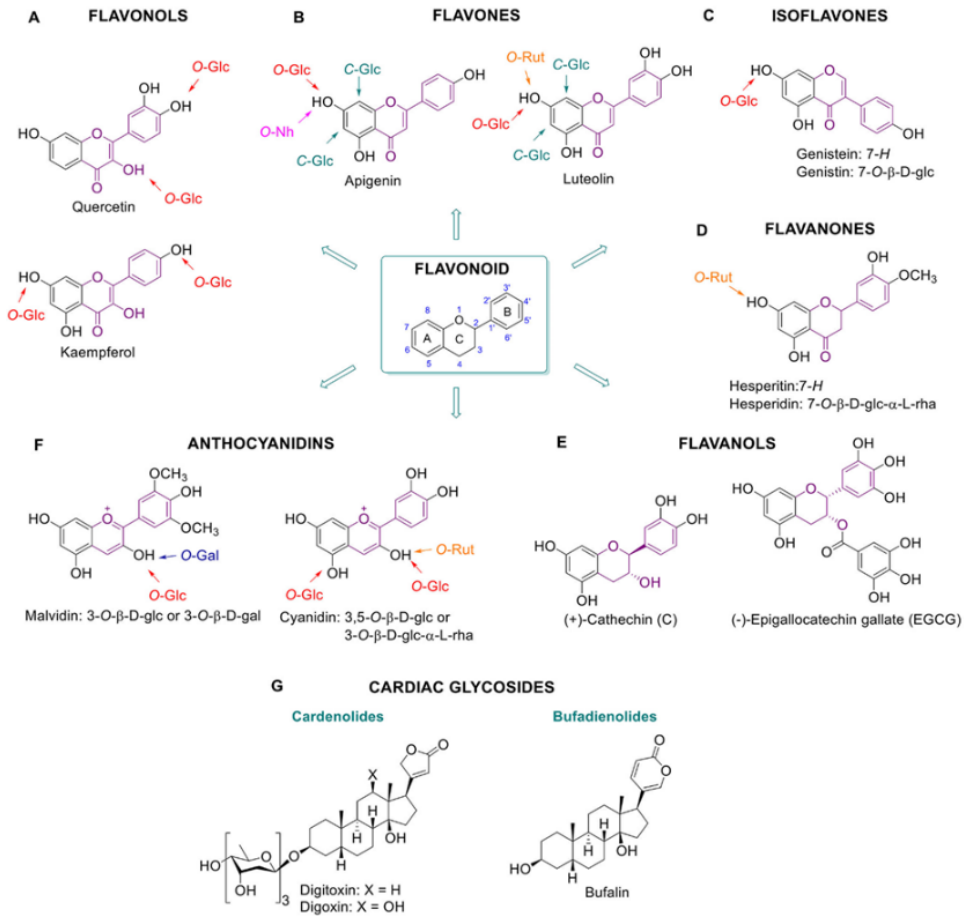 A FLAVONOLS
O-Glc
OH
OH
HO
O
OH
O
O-Glc
Quercetin
OH
HO
O
O-Glc
O-Glc
OH
OH
O
Kaempferol
B FLAVONES
O-Glc
C-Glc
OH
HO
O
O-Nh
C-Glc
OH
O
Apigenin
O-Rut
C-Glc
OH
OH
HO
O
O-Glc
C-Glc
OH
O
Luteolin
C ISOFLAVONES
HO
O
O-Glc
OH
O
OH
Genistein: 7-H
Genistin: 7-O-β-D-glc
D FLAVANONES
OH
OCH3
O-Rut
HO
O
OH
O
Hesperitin:7-H
Hesperidin: 7-O-β-D-glc-α-L-rha
FLAVONOID
1
2
3
4
5
6
7
8
1'
2'
3'
4'
5'
6'
O
A
B
C
F ANTHOCYANIDINS
OCH3
OH
OCH3
HO
O
+
OH
O-Gal
OH
O-Glc
Malvidin: 3-O-β-D-glc or 3-O-β-D-gal
OH
OH
HO
O
+
OH
O-Rut
OH
O-Glc
O-Glc
Cyanidin: 3,5-O-β-D-glc or
3-O-β-D-glc-α-L-rha
E FLAVANOLS
OH
OH
HO
O
OH
OH
(+)-Cathechin (C)
OH
OH
OH
HO
O
OH
O
O
OH
OH
OH
(-)-Epigallocatechin gallate (EGCG)
G CARDIAC GLYCOSIDES
Cardenolides
O
O
X
H
H
OH
H
O
O
HO
OH
3
Digitoxin: X = H
Digoxin: X = OH
Bufadienolides
O
O
H
H
OH
HO
H
Bufalin